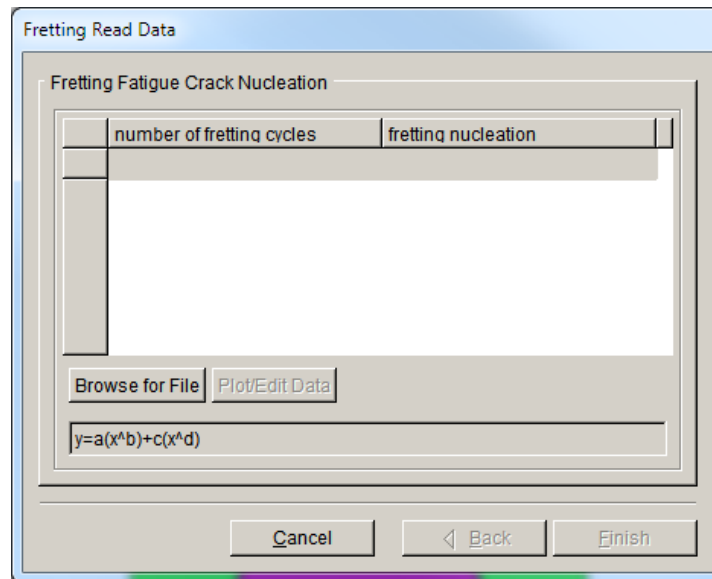 Fretting Read Data
Fretting Fatigue Crack Nucleation
number of fretting cycles fretting nucleation
Browse for File Plot/Edit Data
y=a(x^b)+c(x^d)
Cancel Back Finish